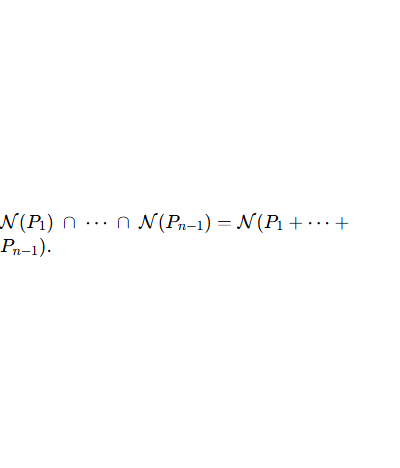 𝒩(P₁) ∩ ⋯ ∩ 𝒩(Pₙ₋₁) = 𝒩(P₁ + ⋯ +
Pₙ₋₁).